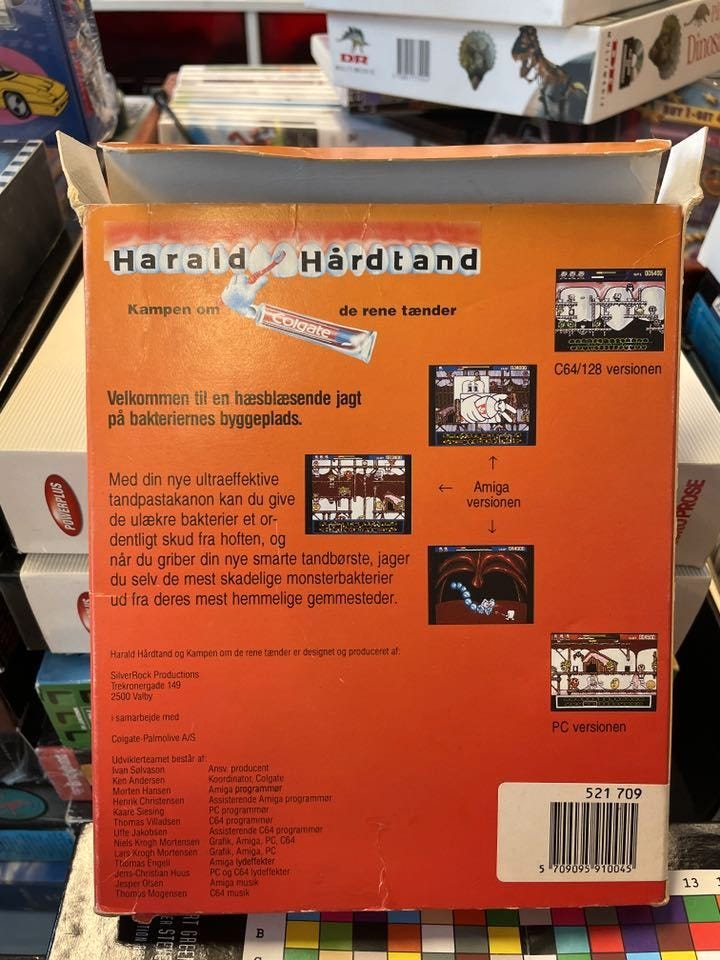 DR
Dinos
BUY 1-GET
Harald Hårdtand
Kampen om de rene tænder
Colgate
C64/128 versionen
Velkommen til en hæsblæsende jagt
på bakteriernes byggeplads.
↑
← Amiga
versionen
↓
Med din nye ultraeffektive
tandpastakanon kan du give
de ulækre bakterier et or-
dentligt skud fra hoften, og
når du griber din nye smarte tandbørste, jager
du selv de mest skadelige monsterbakterier
ud fra deres mest hemmelige gemmesteder.
PC versionen
Harald Hårdtand og Kampen om de rene tænder er designet og produceret af:
SilverRock Productions
Trekronergade 149
2500 Valby
i samarbejde med
Colgate-Palmolive A/S
Udviklerteamet består af:
Ivan Sølvason Ansv. producent
Ken Andersen Koordinator, Colgate
Morten Hansen Amiga programmør
Henrik Christensen Assisterende Amiga programmør
Kaare Siesing PC programmør
Thomas Villadsen C64 programmør
Uffe Jakobsen Assisterende C64 programmør
Niels Krogh Mortensen Grafik, Amiga, PC, C64
Lars Krogh Mortensen Grafik, Amiga, PC
Thomas Engell Amiga lydeffekter
Jens-Christian Huus PC og C64 lydeffekter
Jesper Olsen Amiga musik
Thomas Mogensen C64 musik
521 709
5 709095 910045
POWERPLUS
PROSE
13
B